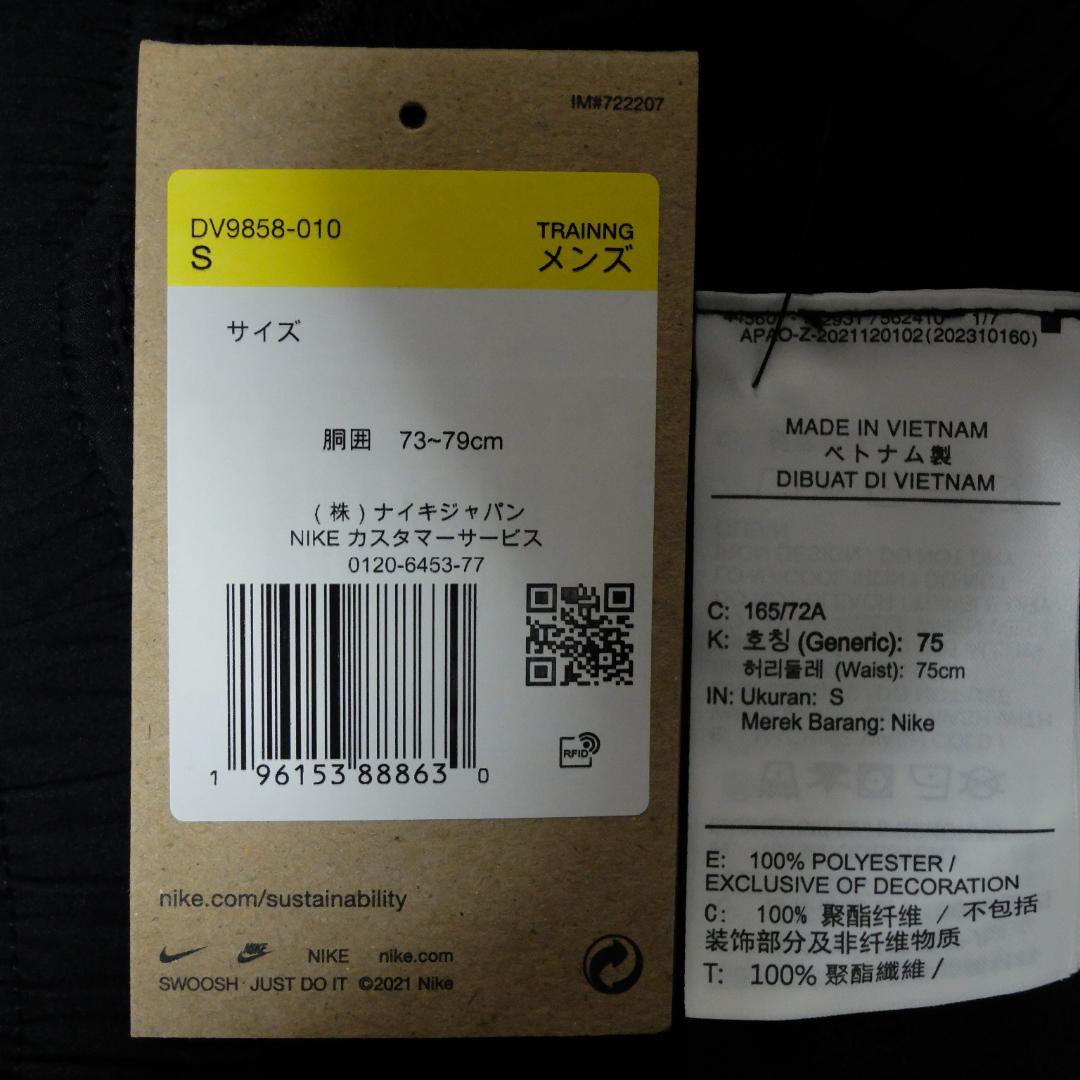 IM#722207
DV9858-010
S
TRAINNG
メンズ
サイズ
胴囲 73~79cm
(株)ナイキジャパン
NIKE カスタマーサービス
0120-6453-77
1 96153 88863 0
RFID
nike.com/sustainability
NIKE NIKE nike.com
SWOOSH JUST DO IT ©2021 Nike
1/7
APAO-Z-2021120102(202310160)
MADE IN VIETNAM
ベトナム製
DIBUAT DI VIETNAM
C: 165/72A
K: 호칭 (Generic): 75
허리둘레 (Waist): 75cm
IN: Ukuran: S
Merek Barang: Nike
E: 100% POLYESTER /
EXCLUSIVE OF DECORATION
C: 100% 聚酯纤维 / 不包括
装饰部分及非纤维物质
T: 100% 聚酯纖維 /